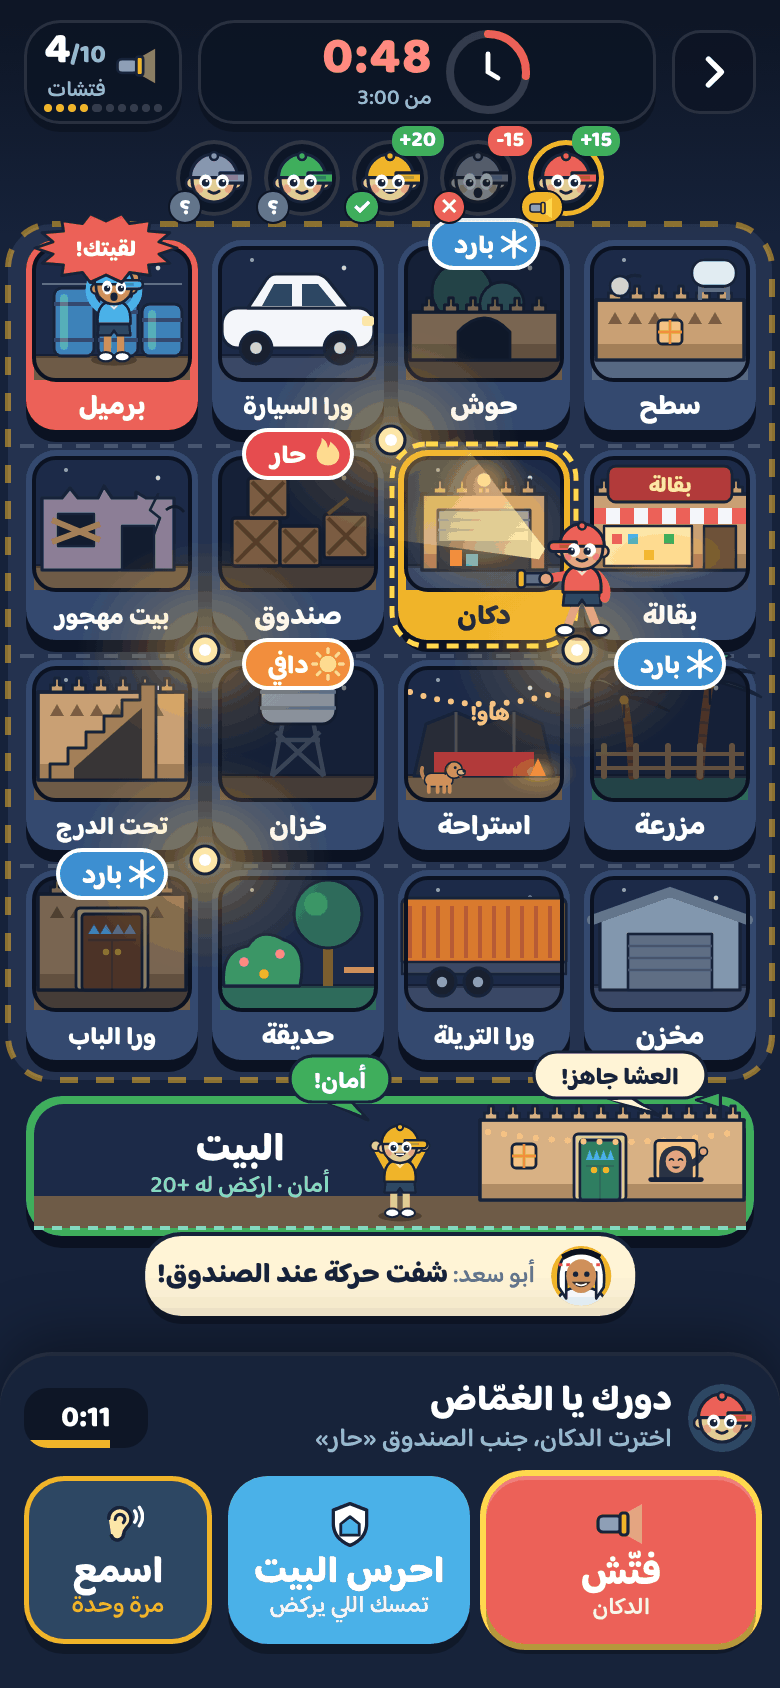 0:48
من 3:00
4/10
فتشات
+15
-15
+20
؟
؟
بارد
لقيتك!
سطح
حوش
ورا السيارة
برميل
حار
بقالة
بقالة
دكان
صندوق
بيت مهجور
بارد
دافي
هاو!
مزرعة
استراحة
خزان
تحت الدرج
بارد
مخزن
ورا التريلة
حديقة
ورا الباب
العشا جاهز!
أمان!
البيت
أمان · اركض له +20
أبو سعد: شفت حركة عند الصندوق!
دورك يا الغمّاض
اخترت الدكان، جنب الصندوق «حار»
0:11
فتّش
الدكان
احرس البيت
تمسك اللي يركض
اسمع
مرة وحدة